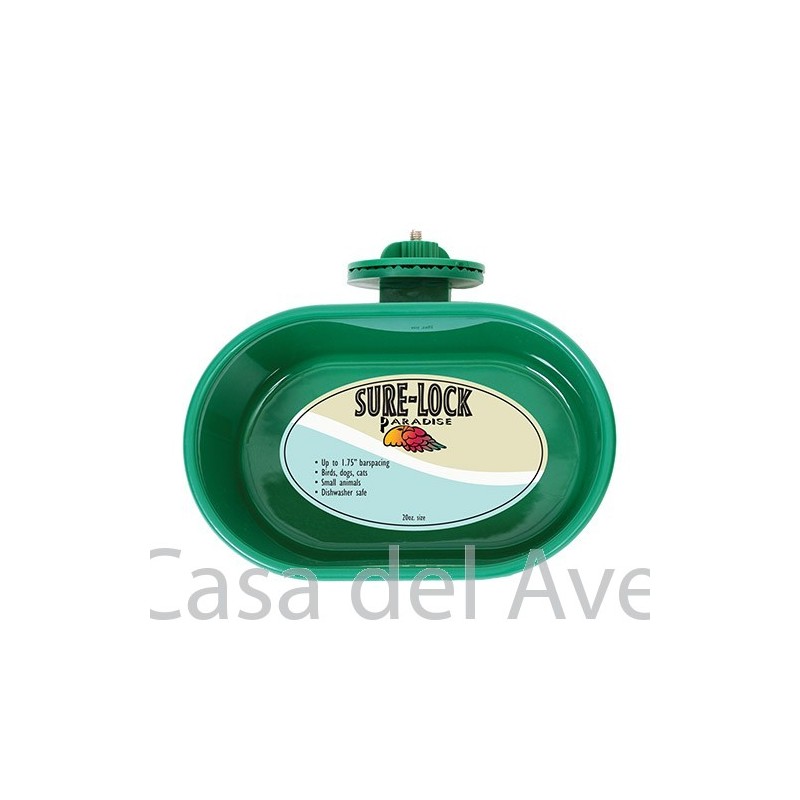 SURE-LOCK
PARADISE
• Up to 1.75" barspacing
• Birds, dogs, cats
• Small animals
• Dishwasher safe
20oz. size
Casa del Ave